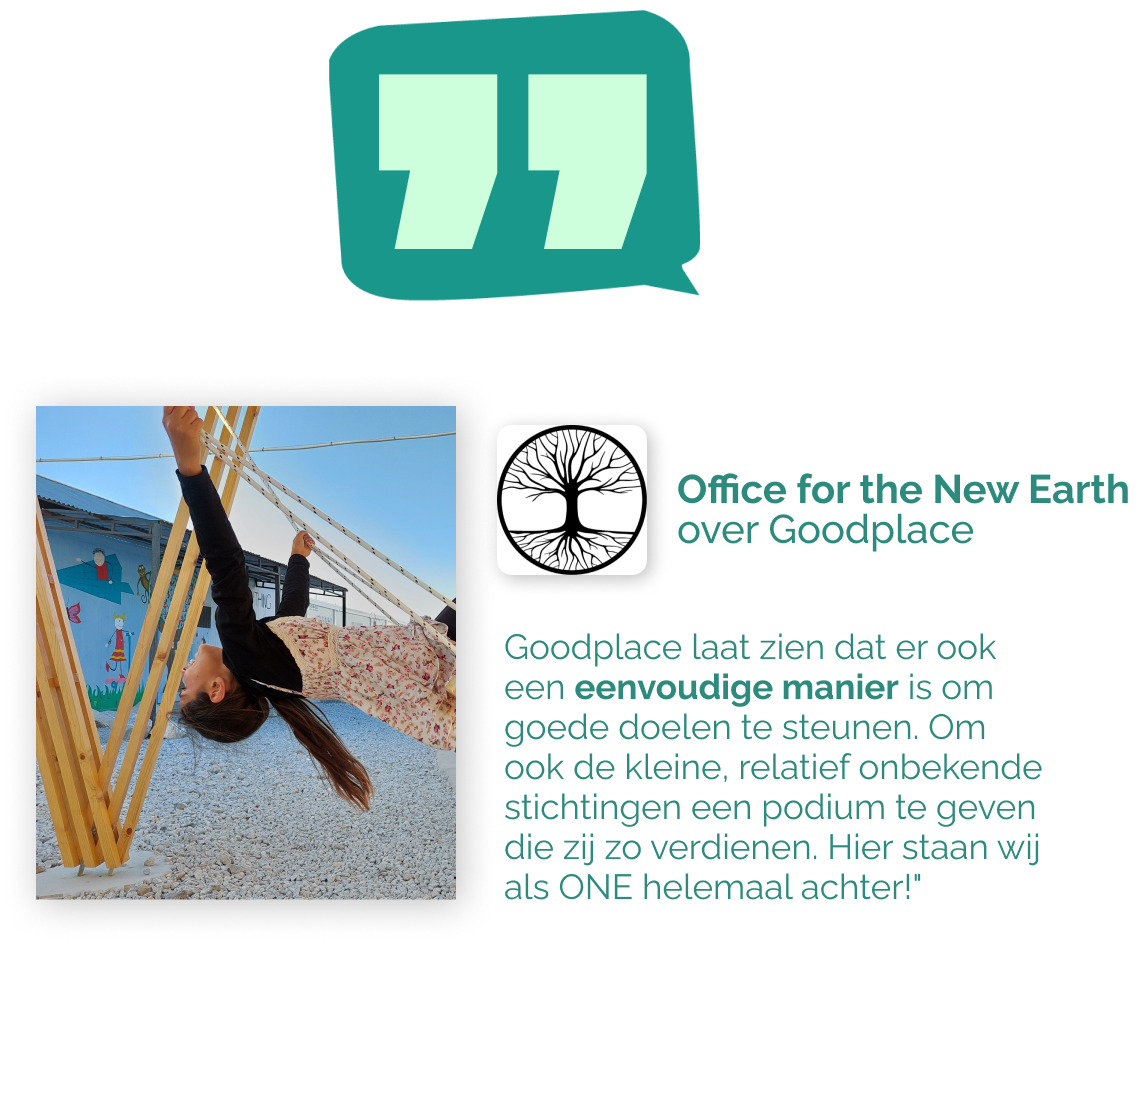 Office for the New Earth
over Goodplace
Goodplace laat zien dat er ook
een eenvoudige manier is om
goede doelen te steunen. Om
ook de kleine, relatief onbekende
stichtingen een podium te geven
die zij zo verdienen. Hier staan wij
als ONE helemaal achter!"